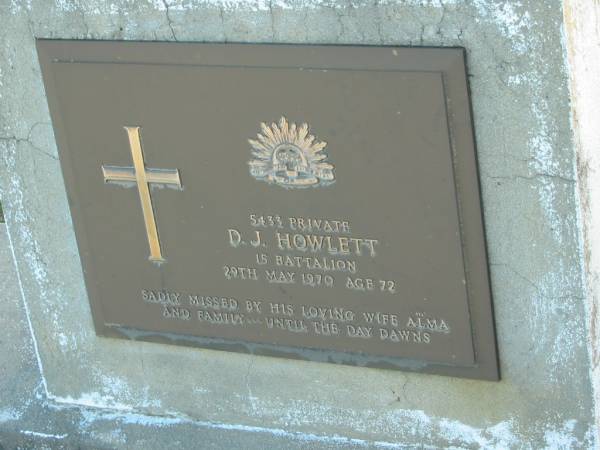 5433 PRIVATE
D. J. HOWLETT
15 BATTALION
29TH MAY 1970 AGE 72
SADLY MISSED BY HIS LOVING WIFE ALMA
AND FAMILY --- UNTIL THE DAY DAWNS